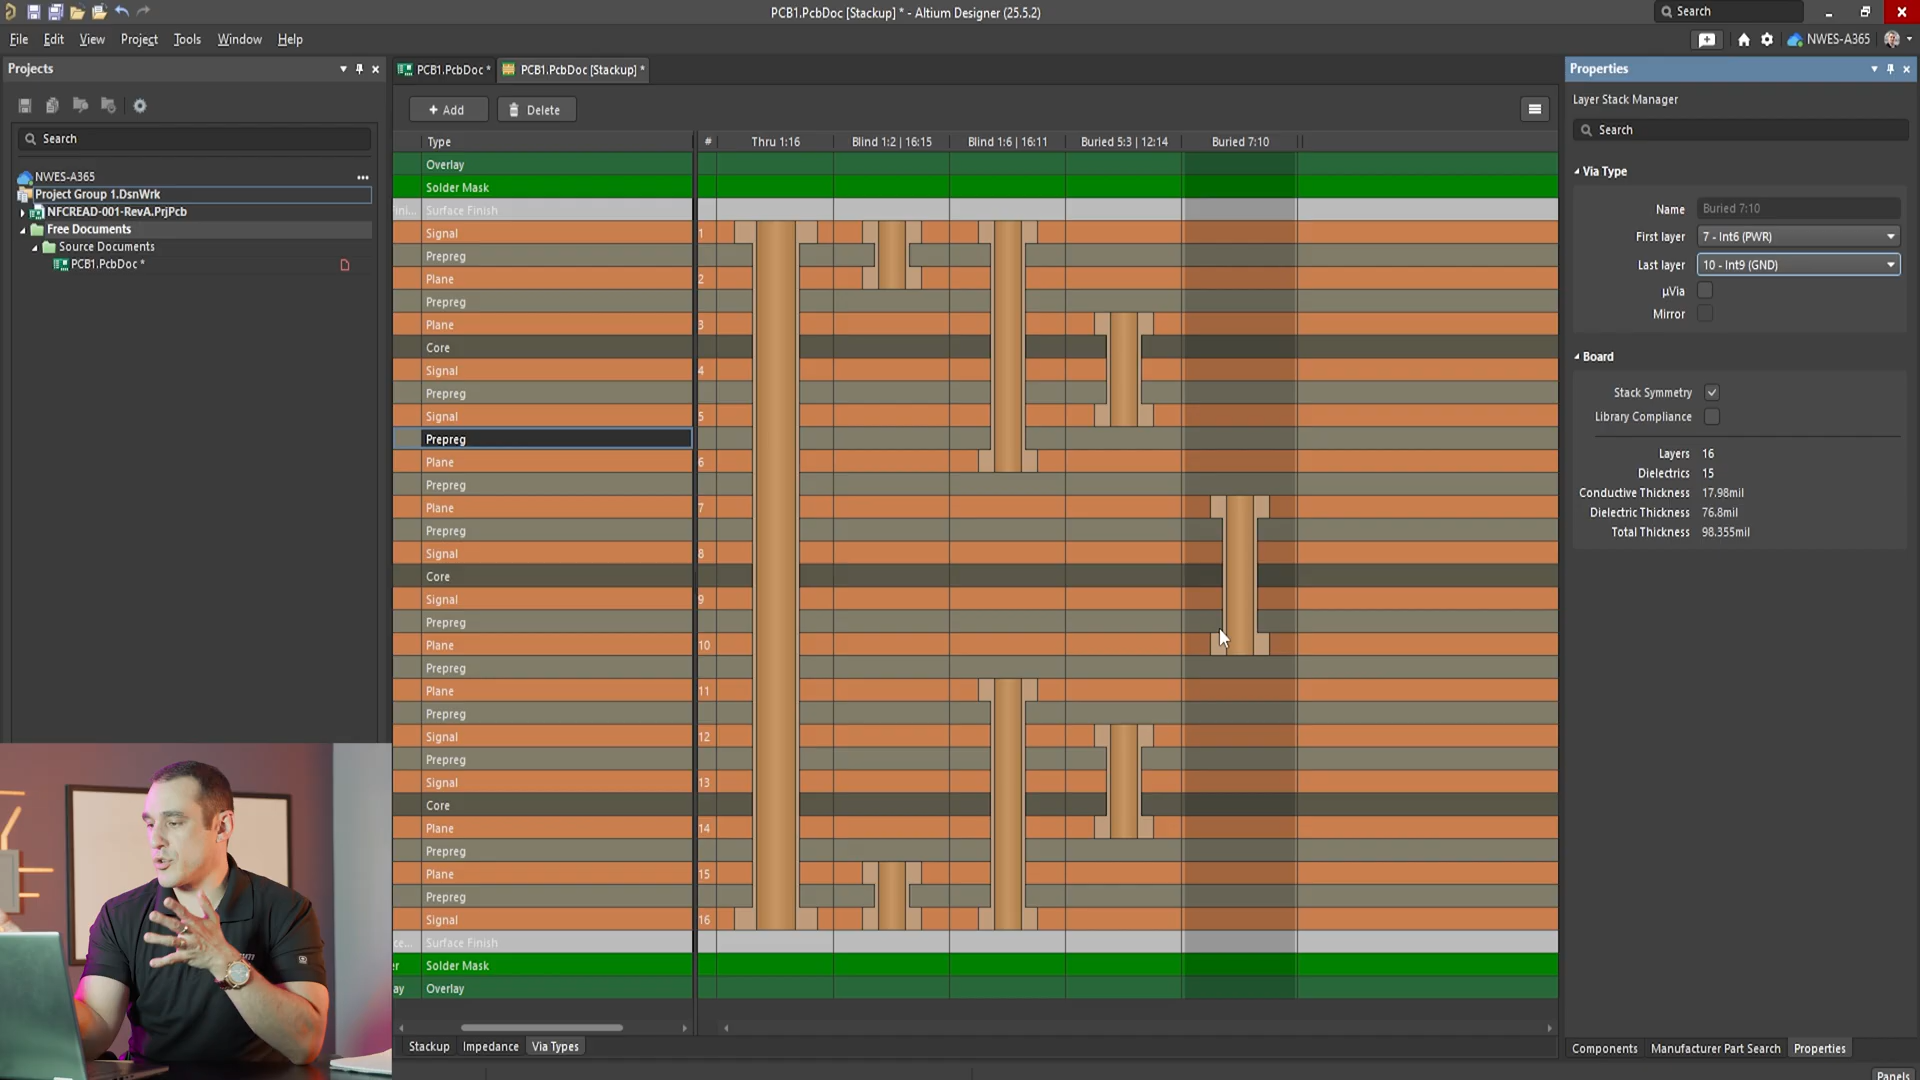 PCB1.PcbDoc [Stackup] * - Altium Designer (25.5.2)
Search
File Edit View Project Tools Window Help
NWES-A365
Projects
Search
NWES-A365
Project Group 1.DsnWrk
NFCREAD-001-RevA.PrjPcb
Free Documents
Source Documents
PCB1.PcbDoc *
PCB1.PcbDoc *
PCB1.PcbDoc [Stackup] *
+ Add
Delete
Type # Thru 1:16 Blind 1:2 | 16:15 Blind 1:6 | 16:11 Buried 5:3 | 12:14 Buried 7:10
Overlay
Solder Mask
ini... Surface Finish
Signal 1
Prepreg
Plane 2
Prepreg
Plane 3
Core
Signal 4
Prepreg
Signal 5
Prepreg
Plane 6
Prepreg
Plane 7
Prepreg
Signal 8
Core
Signal 9
Prepreg
Plane 10
Prepreg
Plane 11
Prepreg
Signal 12
Prepreg
Signal 13
Core
Plane 14
Prepreg
Plane 15
Prepreg
Signal 16
ce... Surface Finish
er Solder Mask
ay Overlay
Stackup Impedance Via Types
Properties
Layer Stack Manager
Search
Via Type
Name Buried 7:10
First layer 7 - Int6 (PWR)
Last layer 10 - Int9 (GND)
µVia
Mirror
Board
Stack Symmetry
Library Compliance
Layers 16
Dielectrics 15
Conductive Thickness 17.98mil
Dielectric Thickness 76.8mil
Total Thickness 98.355mil
Components Manufacturer Part Search Properties
Panels